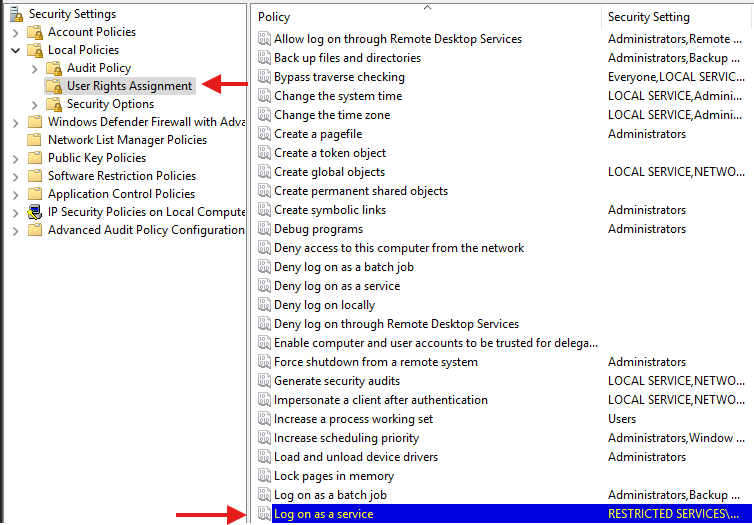 Security Settings
Account Policies
Local Policies
Audit Policy
User Rights Assignment
Security Options
Windows Defender Firewall with Adva
Network List Manager Policies
Public Key Policies
Software Restriction Policies
Application Control Policies
IP Security Policies on Local Compute
Advanced Audit Policy Configuration
Policy Security Setting
Allow log on through Remote Desktop Services Administrators,Remote ...
Back up files and directories Administrators,Backup ...
Bypass traverse checking Everyone,LOCAL SERVIC...
Change the system time LOCAL SERVICE,Admini...
Change the time zone LOCAL SERVICE,Admini...
Create a pagefile Administrators
Create a token object
Create global objects LOCAL SERVICE,NETWO...
Create permanent shared objects
Create symbolic links Administrators
Debug programs Administrators
Deny access to this computer from the network
Deny log on as a batch job
Deny log on as a service
Deny log on locally
Deny log on through Remote Desktop Services
Enable computer and user accounts to be trusted for delega...
Force shutdown from a remote system Administrators
Generate security audits LOCAL SERVICE,NETWO...
Impersonate a client after authentication LOCAL SERVICE,NETWO...
Increase a process working set Users
Increase scheduling priority Administrators,Window ...
Load and unload device drivers Administrators
Lock pages in memory
Log on as a batch job Administrators,Backup ...
Log on as a service RESTRICTED SERVICES\...